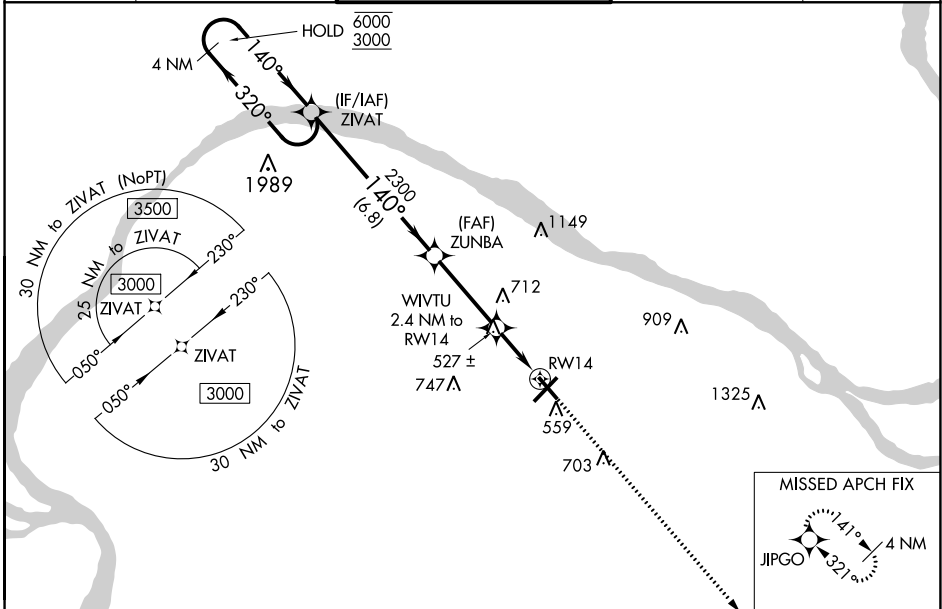 HOLD
6000
3000
4 NM
140°
320°
(IF/IAF)
ZIVAT
1989
2300
140°
(6.8)
(FAF)
ZUNBA
1149
30 NM to ZIVAT (NoPT)
3500
25 NM to ZIVAT
230°
3000
ZIVAT
050°
230°
ZIVAT
050°
3000
30 NM to ZIVAT
712
WIVTU
2.4 NM to
RW14
527 ±
747
909
RW14
1325
559
703
MISSED APCH FIX
141°
4 NM
JIPGO
321°